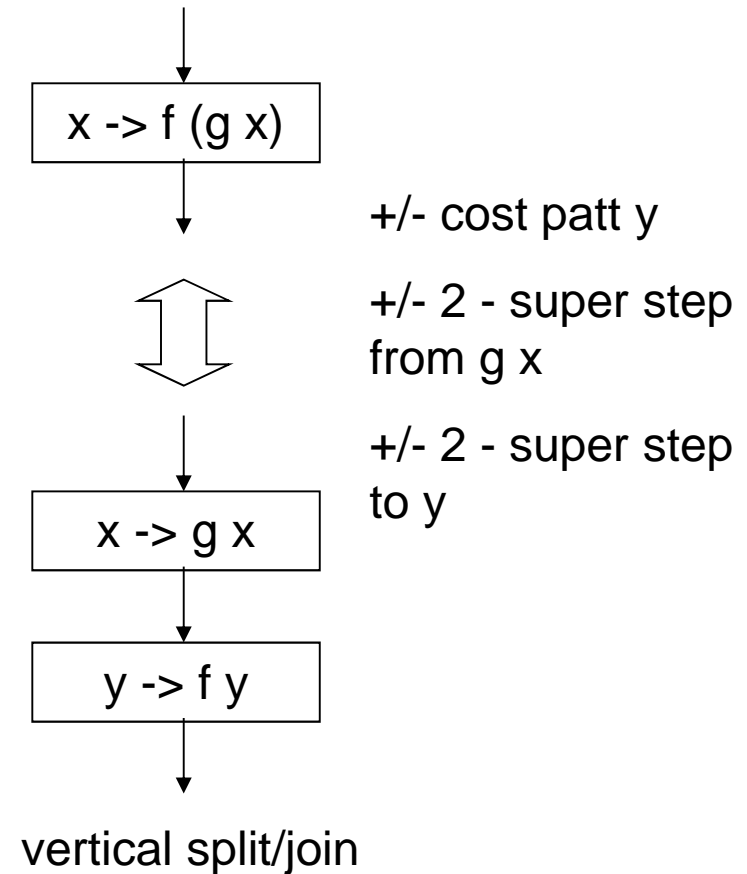 x -> f (g x)
+/- cost patt y
+/- 2 - super step
from g x
+/- 2 - super step
to y
x -> g x
y -> f y
vertical split/join